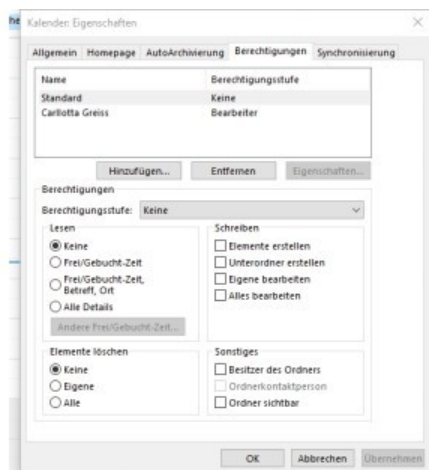 he
Kalender: Eigenschaften
Allgemein Homepage AutoArchivierung Berechtigungen Synchronisierung
Name Berechtigungsstufe
Standard Keine
Carllotta Greiss Bearbeiter
Hinzufügen... Entfernen Eigenschaften...
Berechtigungen
Berechtigungsstufe: Keine
Lesen Schreiben
Keine Elemente erstellen
Frei/Gebucht-Zeit Unterordner erstellen
Frei/Gebucht-Zeit, Eigene bearbeiten
Betreff, Ort Alles bearbeiten
Alle Details
Andere Frei/Gebucht-Zeit...
Elemente löschen Sonstiges
Keine Besitzer des Ordners
Eigene Ordnerkontaktperson
Alle Ordner sichtbar
OK Abbrechen Übernehmen